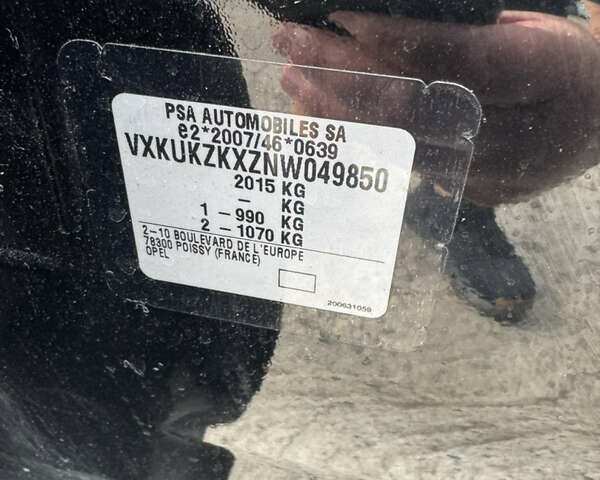 PSA AUTOMOBILES SA
e2*2007/46*0639
VXKUKZKXZNW049850
2015 KG
– KG
1 – 990 KG
2 – 1070 KG
2-10 BOULEVARD DE L'EUROPE
78300 POISSY (FRANCE)
OPEL
200631059